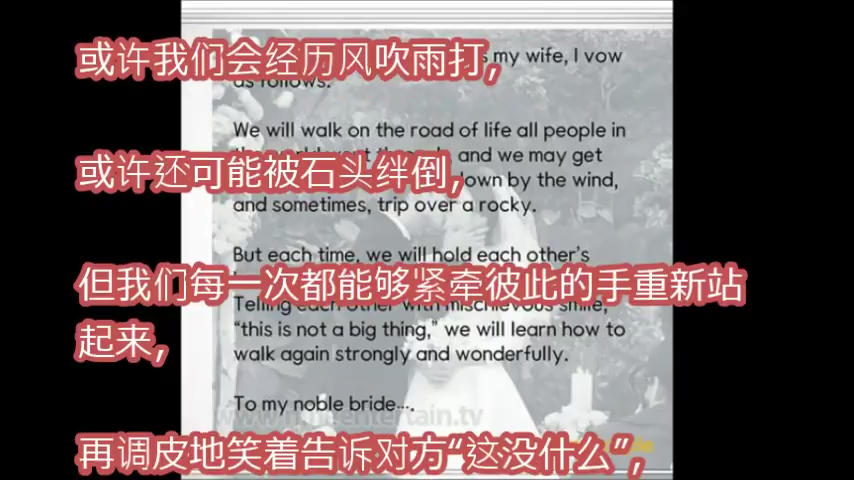 或许我们会经历风吹雨打，
s my wife, I vow
as follows.
We will walk on the road of life all people in
and we may get
或许还可能被石头绊倒，
down by the wind,
and sometimes, trip over a rocky.
But each time, we will hold each other's
但我们每一次都能够紧牵彼此的手重新站
起来，
Telling each other with mischievous smile,
"this is not a big thing," we will learn how to
walk again strongly and wonderfully.
To my noble bride….
再调皮地笑着告诉对方“这没什么”,